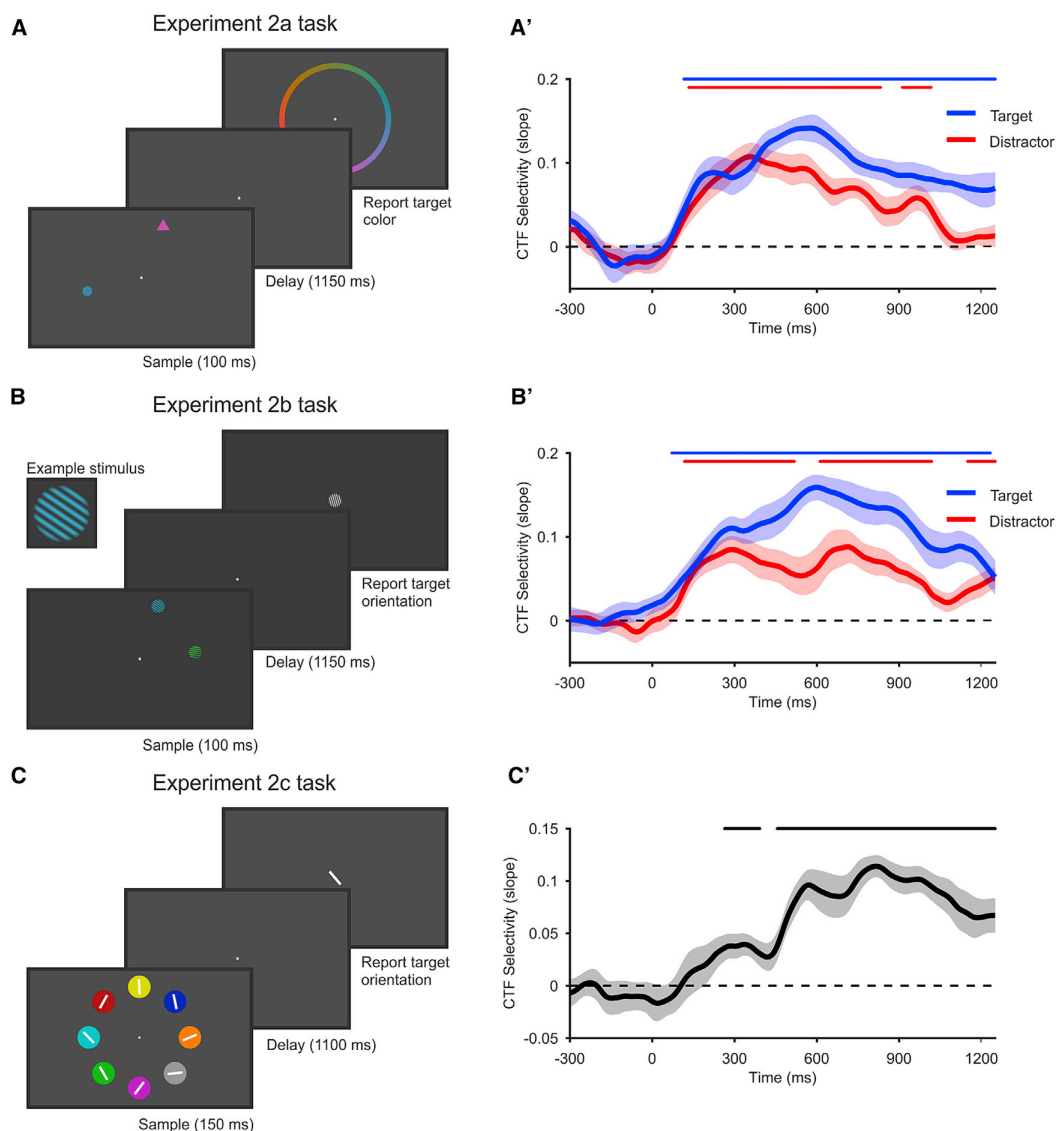 A
Experiment 2a task
Report target
color
Delay (1150 ms)
Sample (100 ms)
A’
0.2
0.1
0
CTF Selectivity (slope)
Target
Distractor
-300 0 300 600 900 1200
Time (ms)
B
Experiment 2b task
Example stimulus
Report target
orientation
Delay (1150 ms)
Sample (100 ms)
B’
0.2
0.1
0
CTF Selectivity (slope)
Target
Distractor
-300 0 300 600 900 1200
Time (ms)
C
Experiment 2c task
Report target
orientation
Delay (1100 ms)
Sample (150 ms)
C’
0.15
0.1
0.05
0
-0.05
CTF Selectivity (slope)
-300 0 300 600 900 1200
Time (ms)